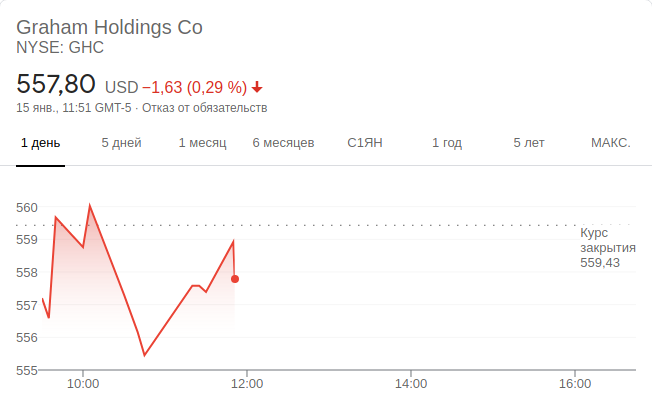 Graham Holdings Co
NYSE: GHC
557,80 USD −1,63 (0,29 %)
15 янв., 11:51 GMT-5 · Отказ от обязательств
1 день 5 дней 1 месяц 6 месяцев С1ЯН 1 год 5 лет МАКС.
560
559
558
557
556
555
Курс
закрытия
559,43
10:00 12:00 14:00 16:00